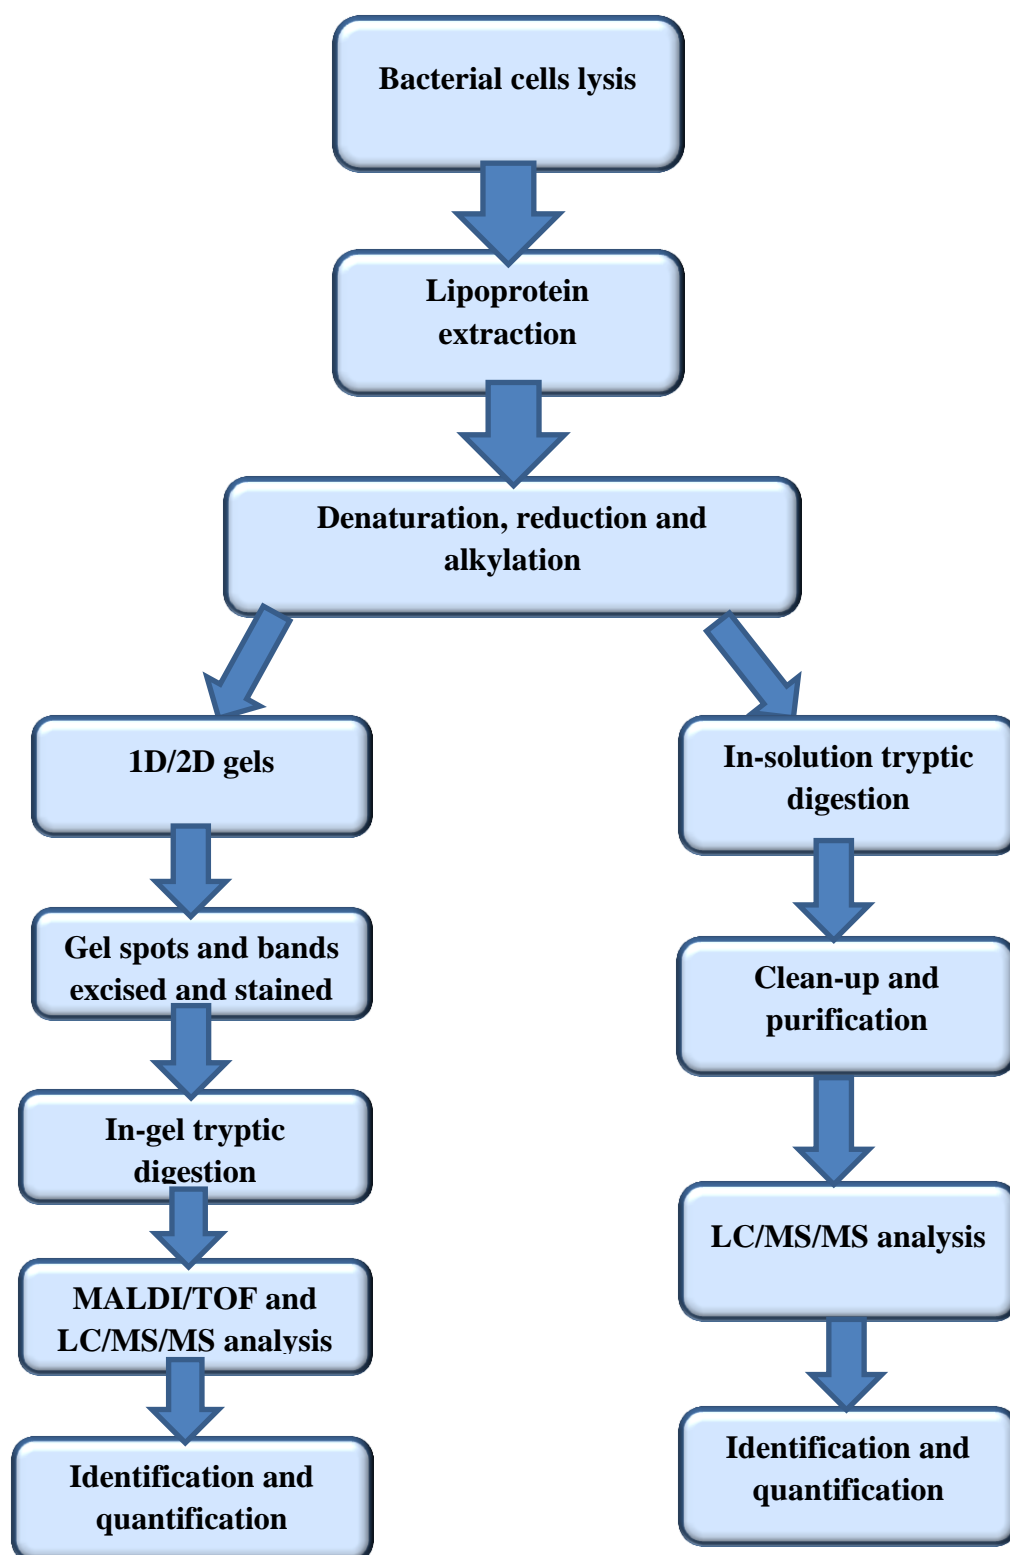 Bacterial cells lysis
Lipoprotein
extraction
Denaturation, reduction and
alkylation
1D/2D gels
Gel spots and bands
excised and stained
In-gel tryptic
digestion
MALDI/TOF and
LC/MS/MS analysis
Identification and
quantification
In-solution tryptic
digestion
Clean-up and
purification
LC/MS/MS analysis
Identification and
quantification